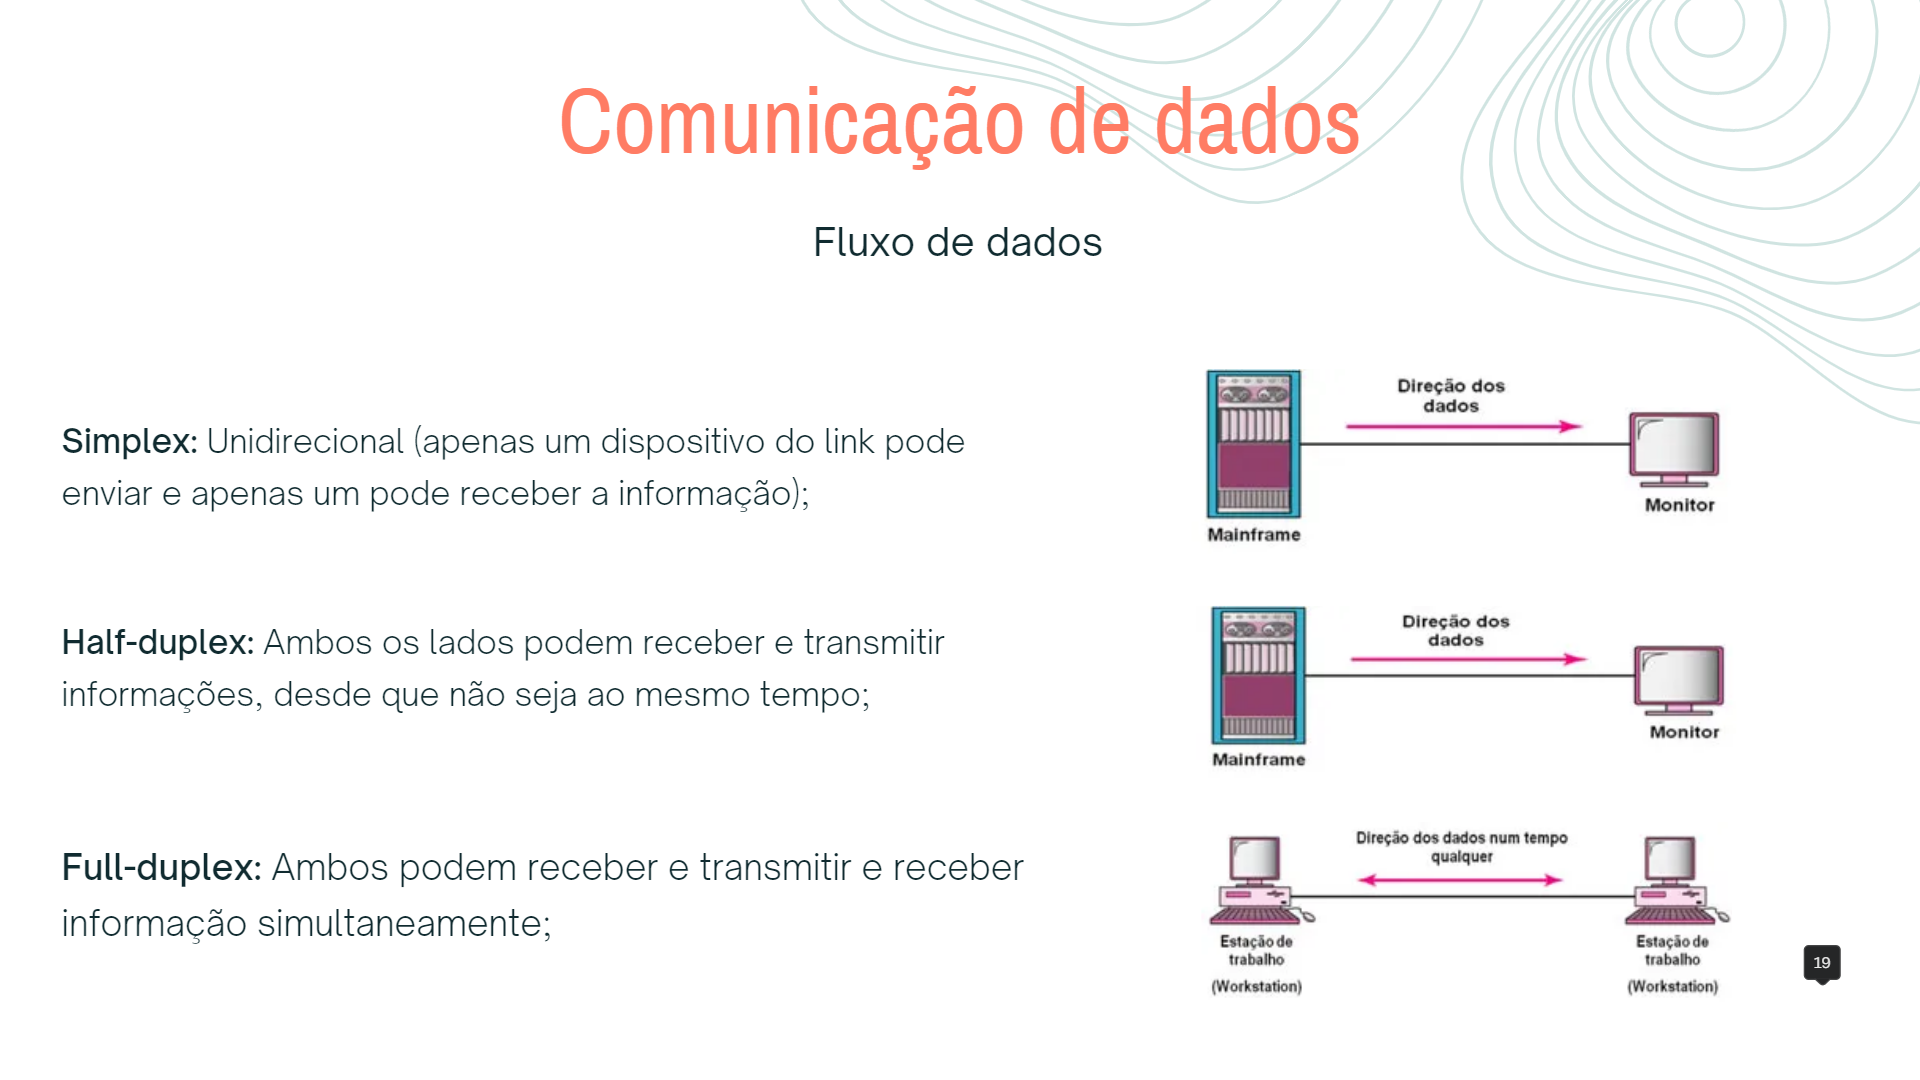 Comunicação de dados
Fluxo de dados
Simplex: Unidirecional (apenas um dispositivo do link pode
enviar e apenas um pode receber a informação);
Direção dos
dados
Mainframe
Monitor
Half-duplex: Ambos os lados podem receber e transmitir
informações, desde que não seja ao mesmo tempo;
Direção dos
dados
Mainframe
Monitor
Full-duplex: Ambos podem receber e transmitir e receber
informação simultaneamente;
Direção dos dados num tempo
qualquer
Estação de
trabalho
(Workstation)
Estação de
trabalho
(Workstation)
19